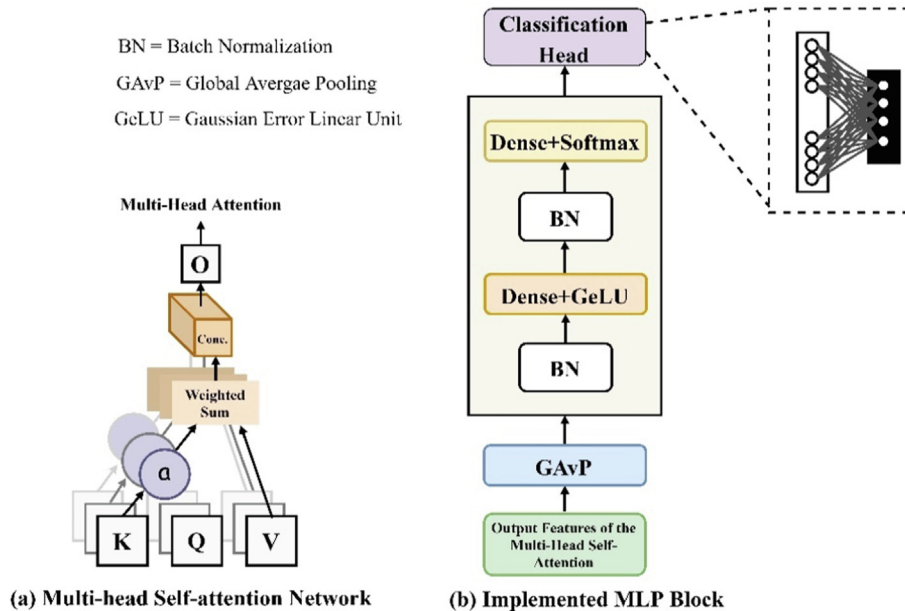 BN = Batch Normalization
GAvP = Global Avergae Pooling
GeLU = Gaussian Error Linear Unit
Multi-Head Attention
O
Conc.
Weighted
Sum
a
K
Q
V
(a) Multi-head Self-attention Network
Classification
Head
Dense+Softmax
BN
Dense+GeLU
BN
GAvP
Output Features of the
Multi-Head Self-
Attention
(b) Implemented MLP Block